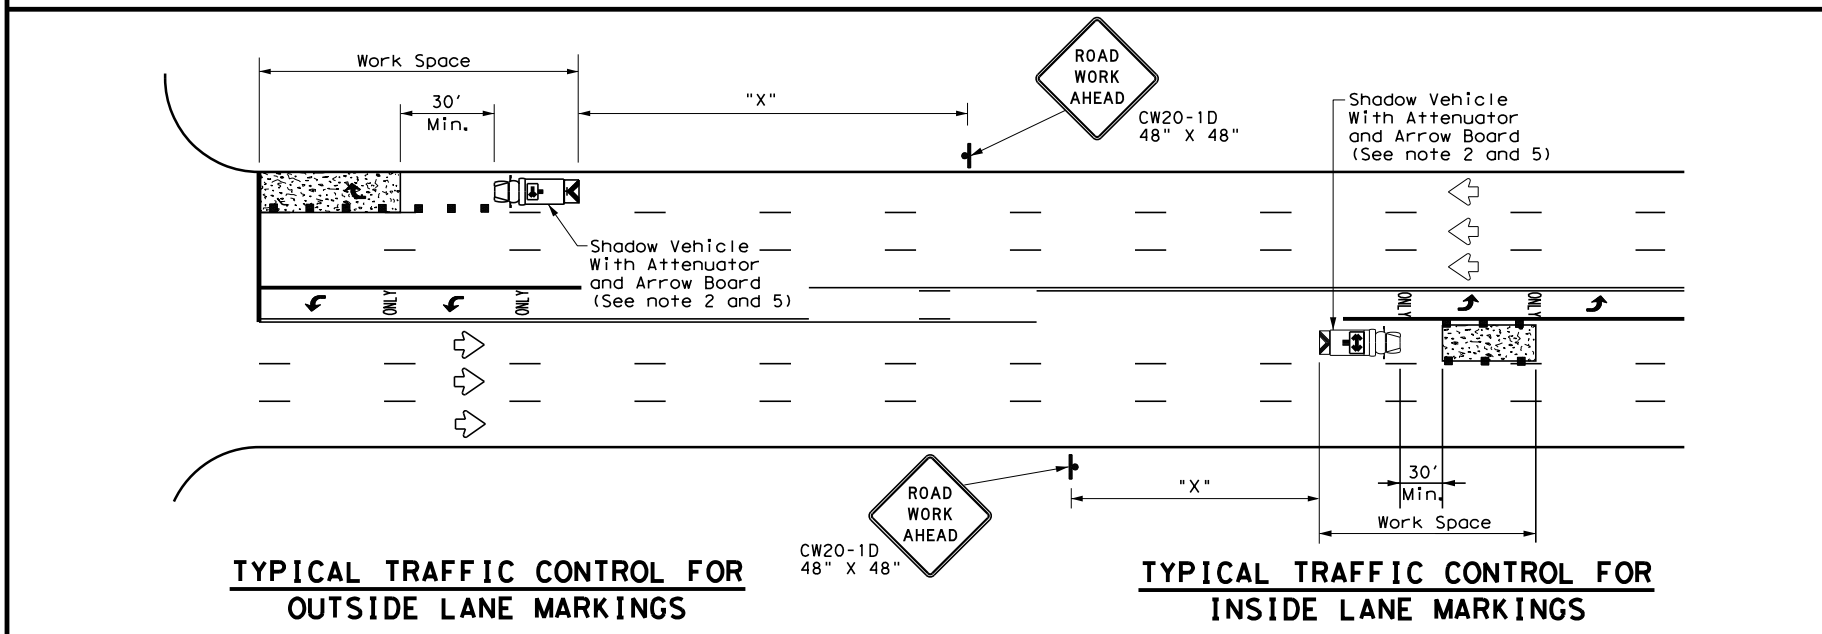 Work Space
30'
Min.
"X"
ROAD
WORK
AHEAD
CW20-1D
48" X 48"
Shadow Vehicle
With Attenuator
and Arrow Board
(See note 2 and 5)
Shadow Vehicle
With Attenuator
and Arrow Board
(See note 2 and 5)
ONLY
ONLY
ONLY
ONLY
ROAD
WORK
AHEAD
CW20-1D
48" X 48"
"X"
30'
Min.
Work Space
TYPICAL TRAFFIC CONTROL FOR
OUTSIDE LANE MARKINGS
TYPICAL TRAFFIC CONTROL FOR
INSIDE LANE MARKINGS